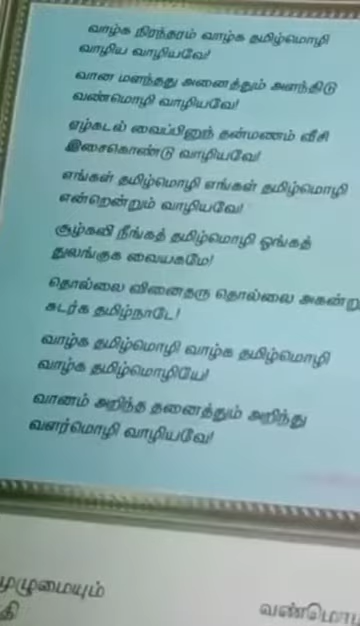 வாழ்க நிரந்தரம் வாழ்க தமிழ்மொழி
வாழிய வாழியவே!
வான மளந்தது அனைத்தும் அளந்திடு
வண்மொழி வாழியவே!
ஏழ்கடல் வைப்பினுந் தன்மணம் வீசி
இசைகொண்டு வாழியவே!
எங்கள் தமிழ்மொழி எங்கள் தமிழ்மொழி
என்றென்றும் வாழியவே!
சூழ்கலி நீங்கத் தமிழ்மொழி ஓங்கத்
துலங்குக வையகமே!
தொல்லை வினைதரு தொல்லை அகன்று
சுடர்க தமிழ்நாடே!
வாழ்க தமிழ்மொழி வாழ்க தமிழ்மொழி
வாழ்க தமிழ்மொழியே!
வானம் அறிந்த தனைத்தும் அறிந்து
வளர்மொழி வாழியவே!
முழுமையும்
வண்மொ